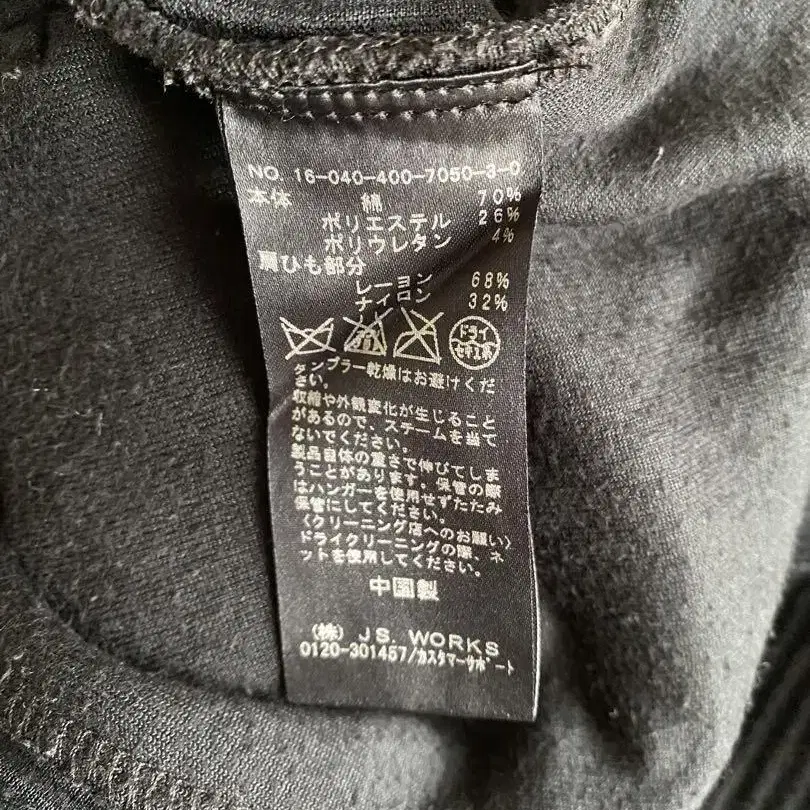 NO. 16-040-400-7050-3-0
本体 綿 70%
ポリエステル 26%
ポリウレタン 4%
肩ひも部分
レーヨン 68%
ナイロン 32%
ドライ
セキユ系
タンブラー乾燥はお避けくだ
さい。
収縮や外観変化が生じること
があるので、スチームを当て
ないでください。
製品自体の重さで伸びてしま
うことがあります。保管の際
はハンガーを使用せずたたみ
保管にしてください。
〈クリーニング店へのお願い〉
ドライクリーニングの際、ネ
ットを使用してください。
中国製
(株) J.S. WORKS
0120-301457/カスタマーサポート